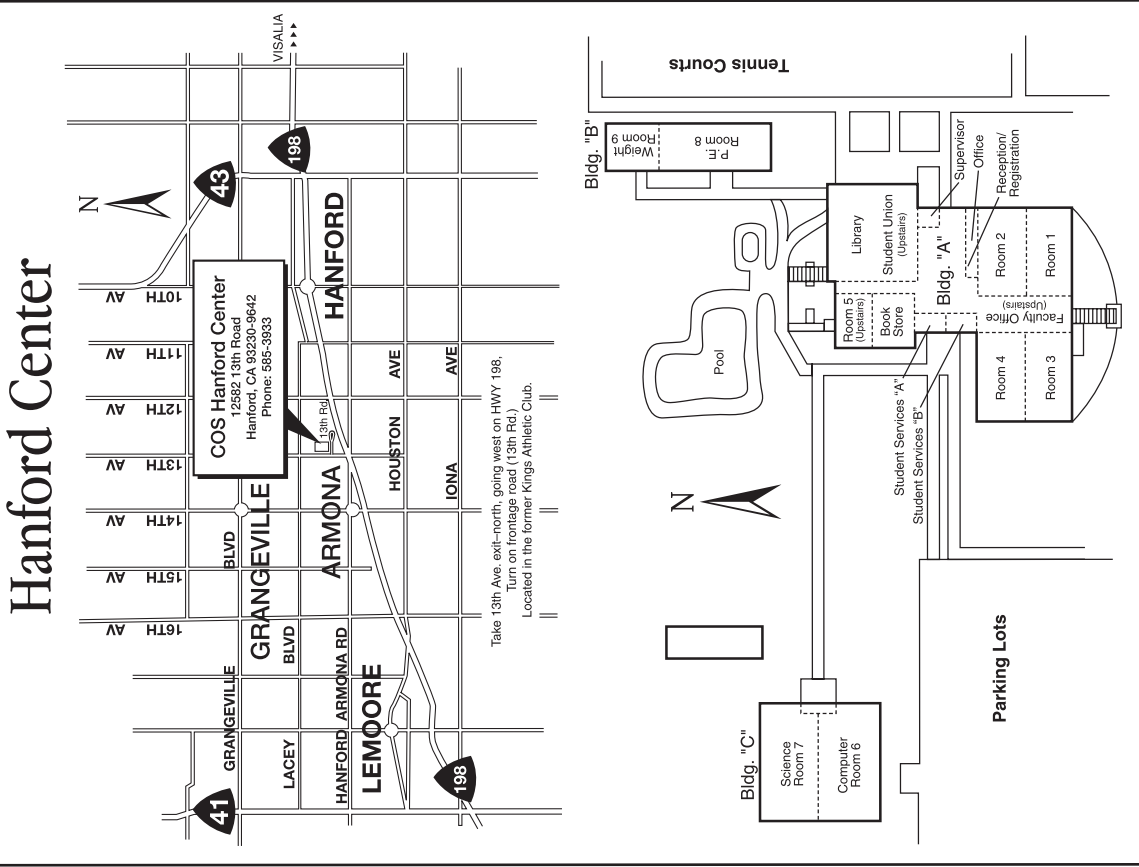 Hanford Center
VISALIA
N
43
198
HANFORD
10TH AV
11TH
12TH
13TH AV
14TH AV
15TH AV
16TH AV
COS Hanford Center
12582 13th Road
Hanford, CA 93230-9642
Phone: 585-3933
13th Rd.
HOUSTON AVE
IONA AVE
GRANGEVILLE
ARMONA
BLVD
GRANGEVILLE
LACEY BLVD
HANFORD ARMONA RD
LEMOORE
41
198
Take 13th Ave. exit–north, going west on HWY 198,
Turn on frontage road (13th Rd.)
Located in the former Kings Athletic Club.
Tennis Courts
Bldg. "B"
Weight
Room 9
P.E.
Room 8
Supervisor
Office
Reception/
Registration
Library
Student Union
(Upstairs)
Bldg. "A"
Room 2
Room 1
Room 5
(Upstairs)
Book
Store
Faculty Office
(Upstairs)
Room 4
Room 3
Pool
Student Services "A"
Student Services "B"
N
Bldg. "C"
Science
Room 7
Computer
Room 6
Parking Lots